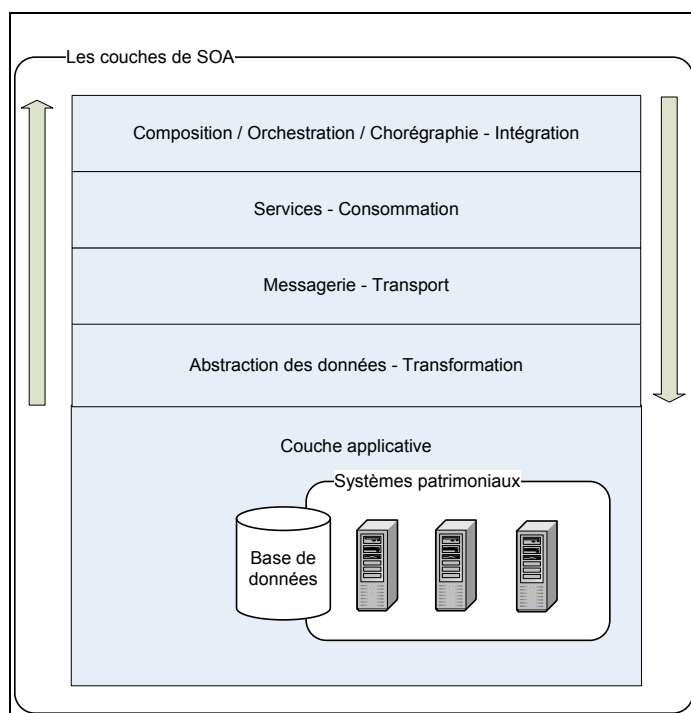 Les couches de SOA
Composition / Orchestration / Chorégraphie - Intégration
Services - Consommation
Messagerie - Transport
Abstraction des données - Transformation
Couche applicative
Systèmes patrimoniaux
Base de
données